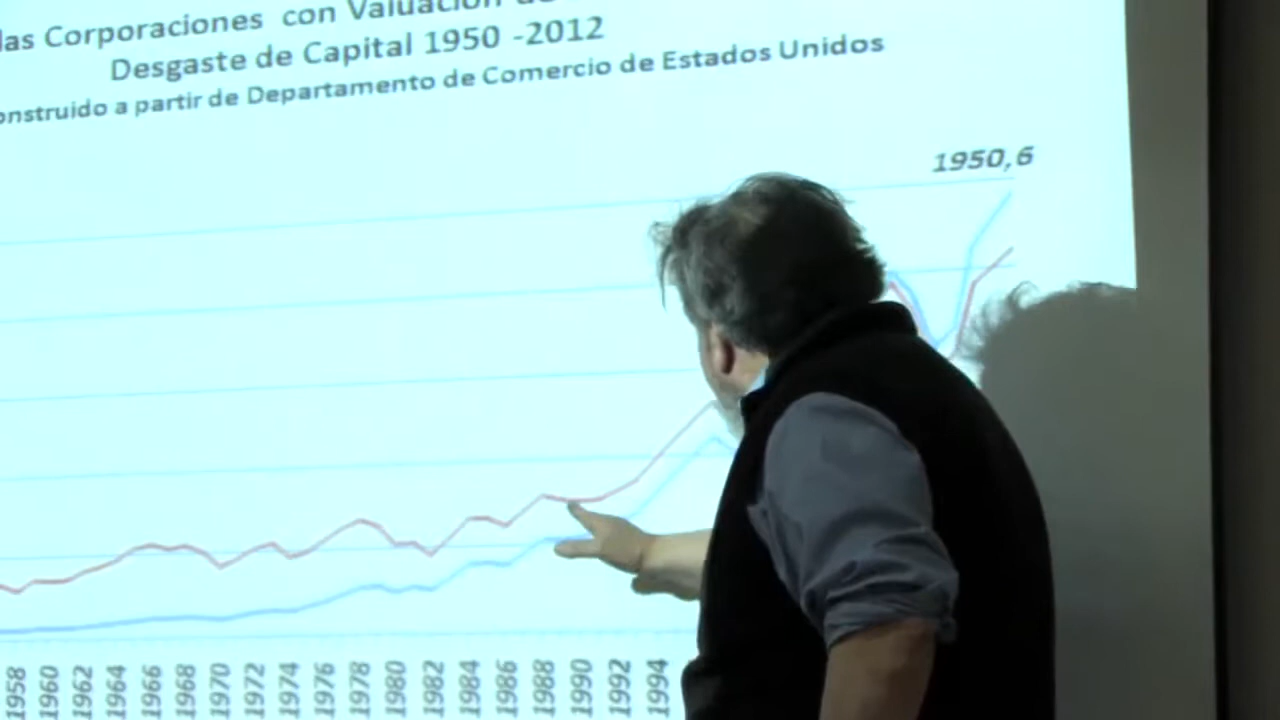 las Corporaciones con Valuación de
Desgaste de Capital 1950 -2012
onstruido a partir de Departamento de Comercio de Estados Unidos
1950,6
1958 1960 1962 1964 1966 1968 1970 1972 1974 1976 1978 1980 1982 1984 1986 1988 1990 1992 1994